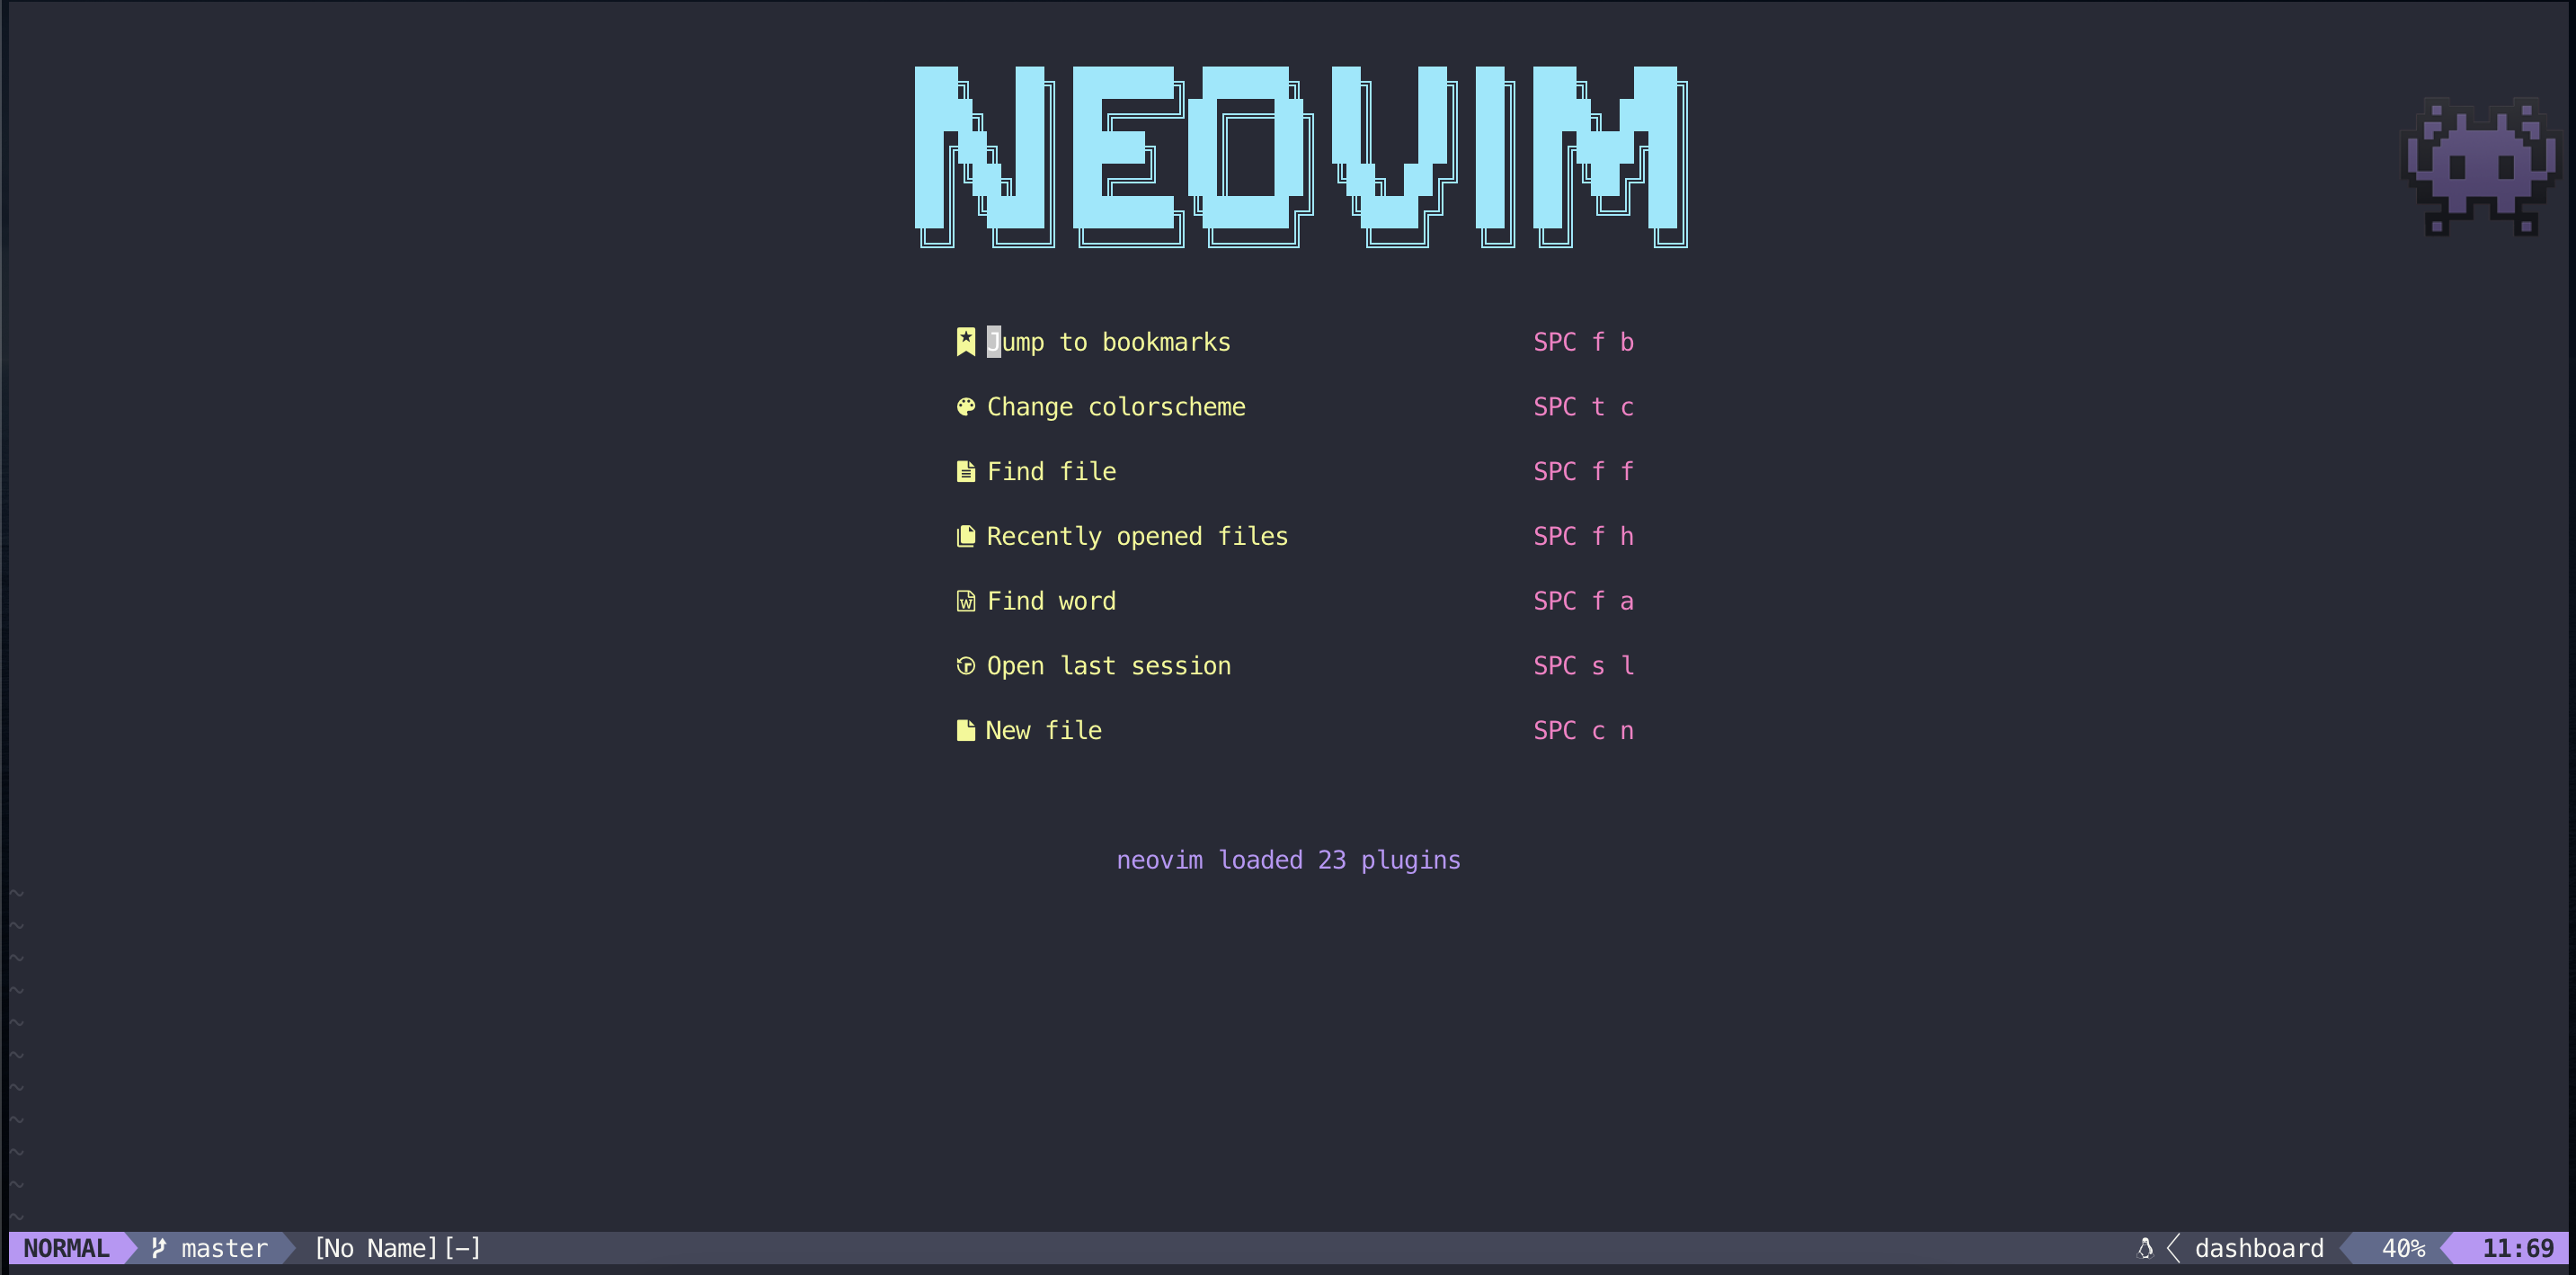 NEOVIM
Jump to bookmarks SPC f b
Change colorscheme SPC t c
Find file SPC f f
Recently opened files SPC f h
Find word SPC f a
Open last session SPC s l
New file SPC c n
neovim loaded 23 plugins
~
~
~
~
~
~
~
~
~
~
~
NORMAL master [No Name][-] dashboard 40% 11:69